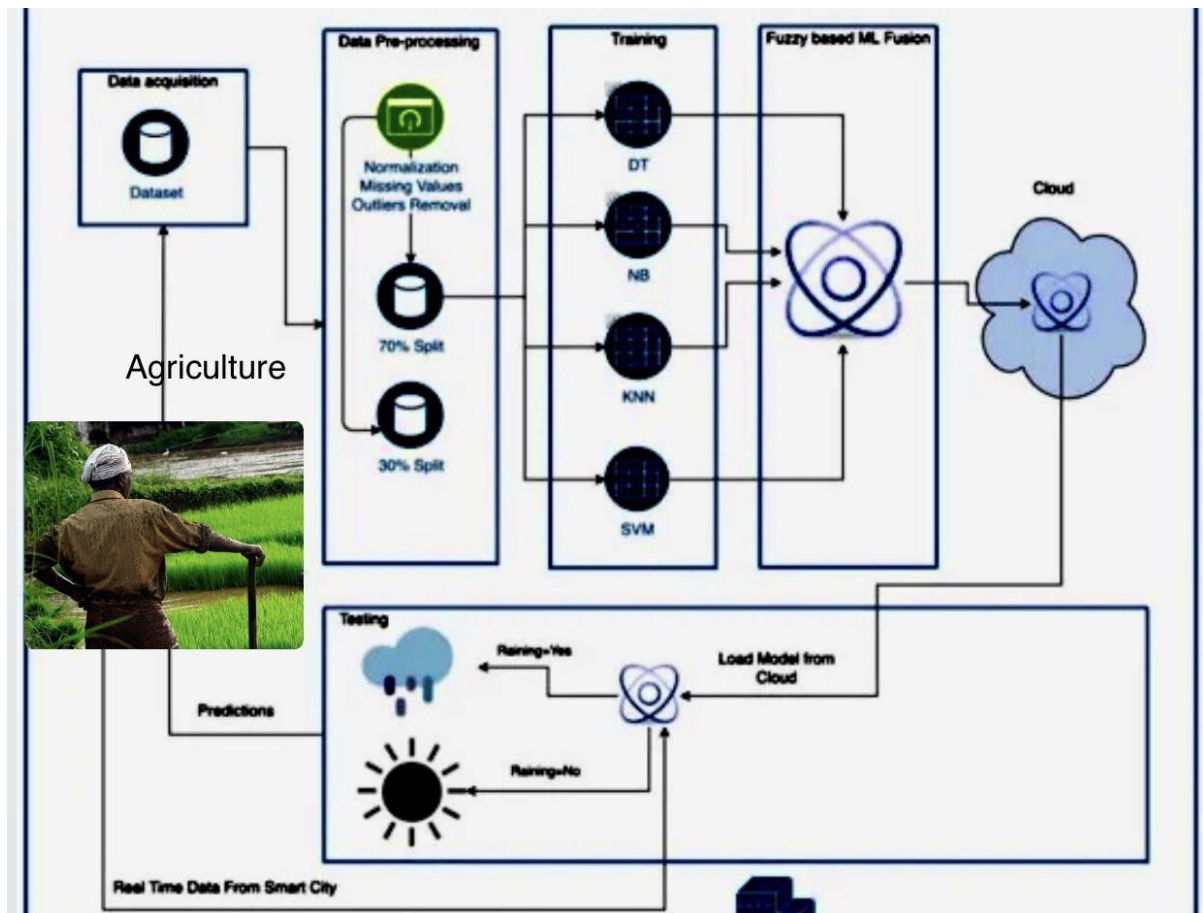 Data acquisition
Dataset
Data Pre-processing
Normalization
Missing Values
Outliers Removal
70% Split
30% Split
Training
DT
NB
KNN
SVM
Fuzzy based ML Fusion
Cloud
Agriculture
Testing
Raining=Yes
Raining=No
Load Model from
Cloud
Predictions
Real Time Data From Smart City